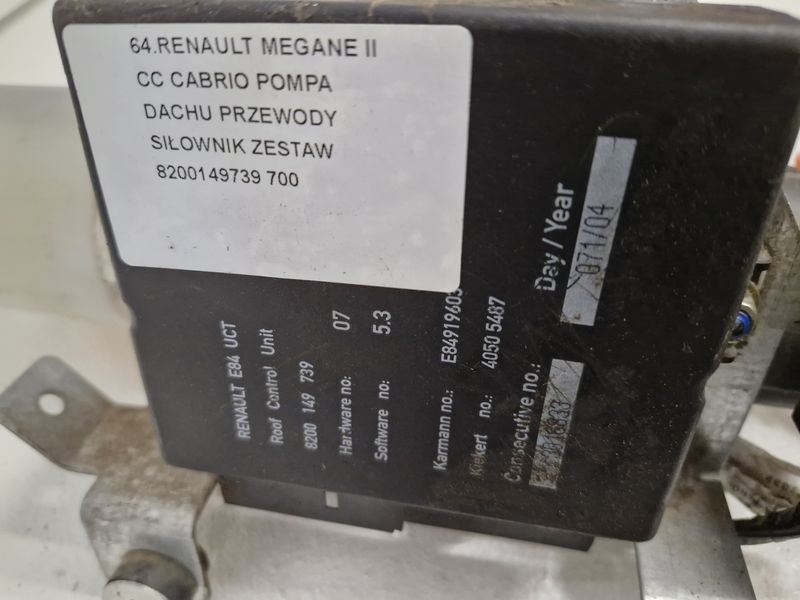 64.RENAULT MEGANE II
CC CABRIO POMPA
DACHU PRZEWODY
SIŁOWNIK ZESTAW
8200149739 700
RENAULT E84 UCT
Roof Control Unit
8200 149 739
Hardware no: 07
Software no: 5.3
Karmann no.: E84919603
Kiekert no.: 4050 5487
Consecutive no.:
Day / Year
071/04